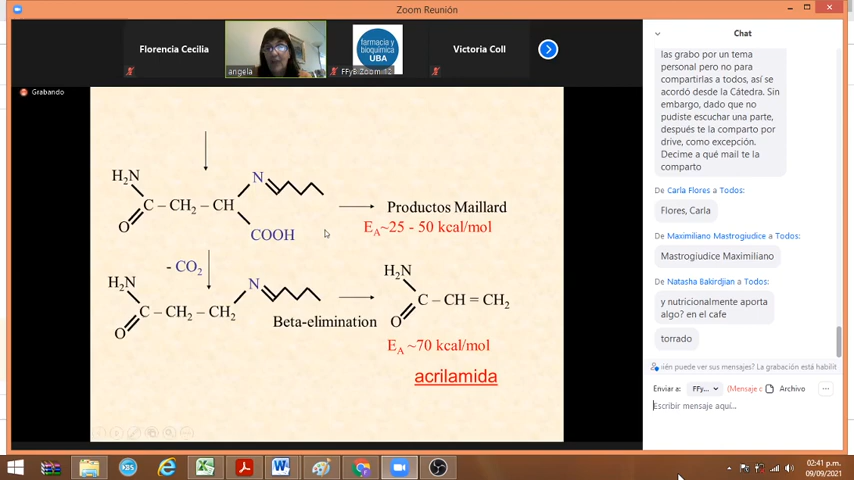 Zoom Reunión
Florencia Cecilia
angela
farmacia y
bioquímica
UBA
FFyB Zoom 12
Victoria Coll
Grabando
H₂N
N
C – CH₂ – CH
O
COOH
Productos Maillard
E_A~25 - 50 kcal/mol
- CO₂
H₂N
N
C – CH₂ – CH₂
O
Beta-elimination
H₂N
C – CH = CH₂
O
E_A ~70 kcal/mol
acrilamida
Chat
las grabo por un tema
personal pero no para
compartirlas a todos, así se
acordó desde la Cátedra. Sin
embargo, dado que no
pudiste escuchar una parte,
después te la comparto por
drive, como excepción.
Decime a qué mail te la
comparto
De Carla Flores a Todos:
Flores, Carla
De Maximiliano Mastrogiudice a Todos:
Mastrogiudice Maximiliano
De Natasha Bakirdjian a Todos:
y nutricionalmente aporta
algo? en el cafe
torrado
ién puede ver sus mensajes? La grabación está habilit
Enviar a: FFy... (Mensaje c Archivo ...
Escribir mensaje aquí...
02:41 p.m.
09/09/2021